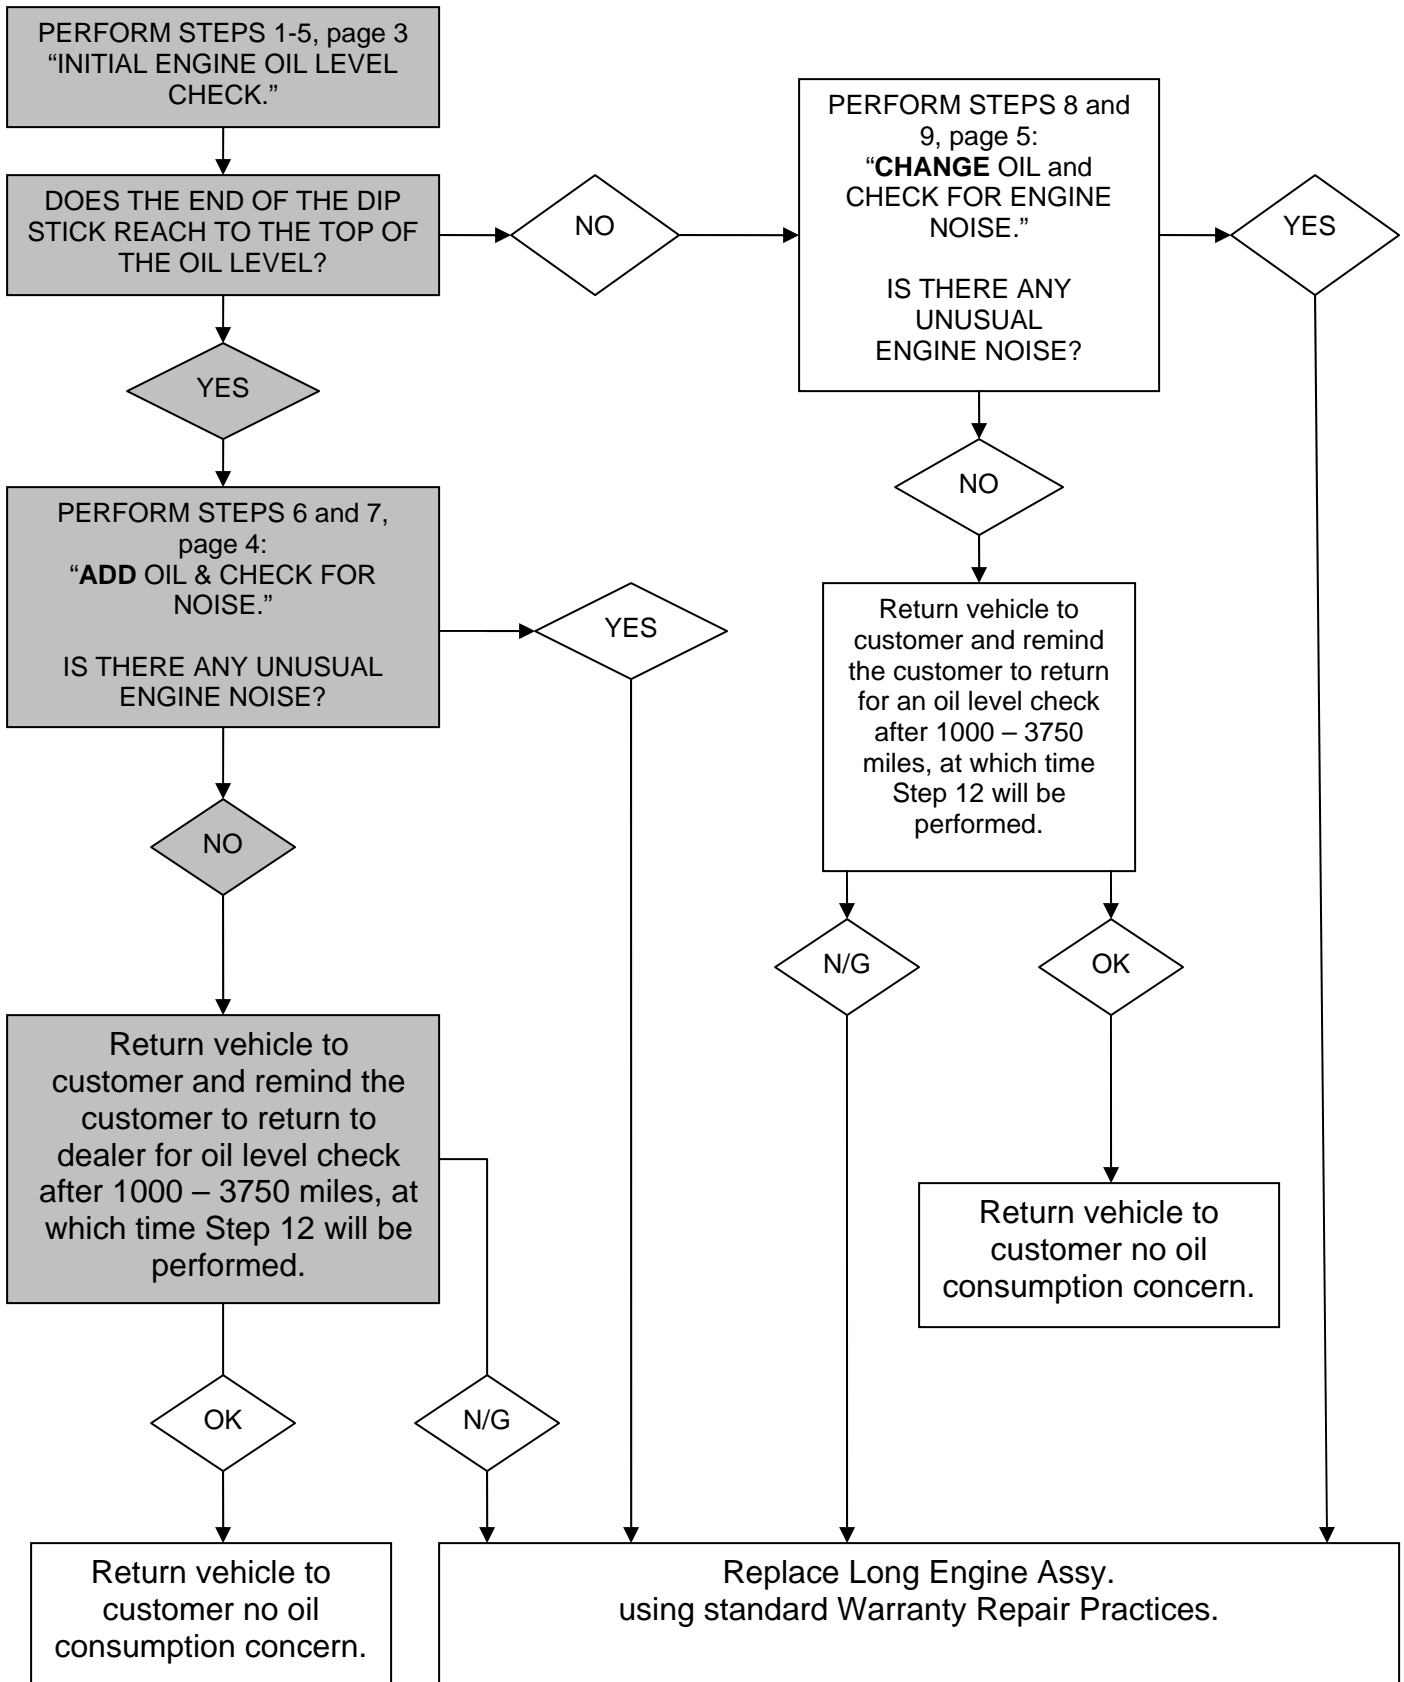 PERFORM STEPS 1-5, page 3
“INITIAL ENGINE OIL LEVEL
CHECK.”
DOES THE END OF THE DIP
STICK REACH TO THE TOP OF
THE OIL LEVEL?
NO
PERFORM STEPS 8 and
9, page 5:
“CHANGE OIL and
CHECK FOR ENGINE
NOISE.”
IS THERE ANY
UNUSUAL
ENGINE NOISE?
YES
YES
PERFORM STEPS 6 and 7,
page 4:
“ADD OIL & CHECK FOR
NOISE.”
IS THERE ANY UNUSUAL
ENGINE NOISE?
YES
NO
Return vehicle to
customer and remind
the customer to return
for an oil level check
after 1000 – 3750
miles, at which time
Step 12 will be
performed.
NO
N/G
OK
Return vehicle to
customer and remind the
customer to return to
dealer for oil level check
after 1000 – 3750 miles, at
which time Step 12 will be
performed.
Return vehicle to
customer no oil
consumption concern.
OK
N/G
Return vehicle to
customer no oil
consumption concern.
Replace Long Engine Assy.
using standard Warranty Repair Practices.